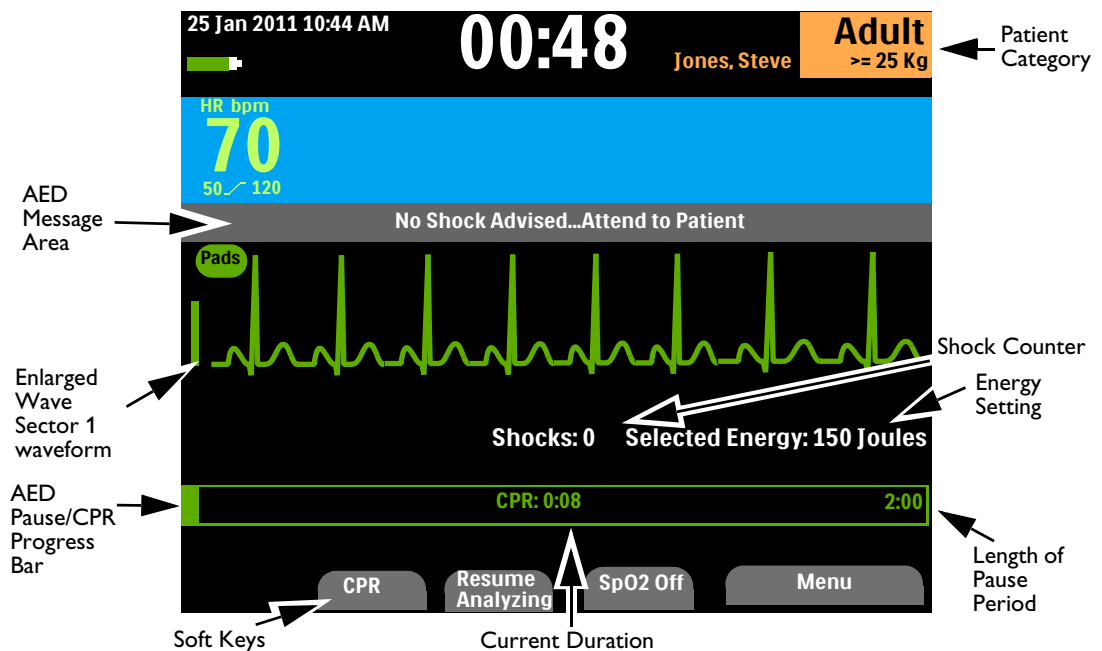 25 Jan 2011 10:44 AM
00:48
Jones, Steve
Adult
>= 25 Kg
Patient
Category
HR bpm
70
50 120
AED
Message
Area
No Shock Advised...Attend to Patient
Pads
Shock Counter
Enlarged
Wave
Sector 1
waveform
Energy
Setting
Shocks: 0 Selected Energy: 150 Joules
AED
Pause/CPR
Progress
Bar
CPR: 0:08 2:00
Length of
Pause
Period
CPR
Resume
Analyzing
SpO2 Off
Menu
Soft Keys
Current Duration